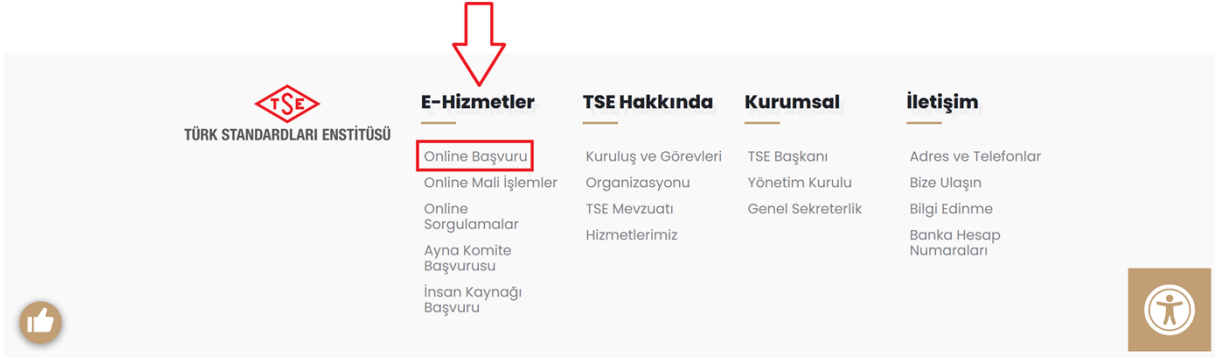 TSE
TÜRK STANDARDLARI ENSTİTÜSÜ
E-Hizmetler
Online Başvuru
Online Mali İşlemler
Online
Sorgulamalar
Ayna Komite
Başvurusu
İnsan Kaynağı
Başvuru
TSE Hakkında
Kuruluş ve Görevleri
Organizasyonu
TSE Mevzuatı
Hizmetlerimiz
Kurumsal
TSE Başkanı
Yönetim Kurulu
Genel Sekreterlik
İletişim
Adres ve Telefonlar
Bize Ulaşın
Bilgi Edinme
Banka Hesap
Numaraları